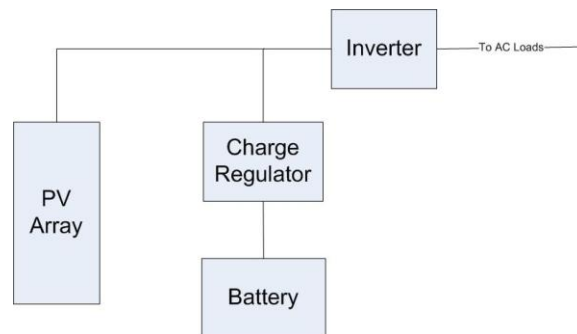 Inverter
To AC Loads
PV
Array
Charge
Regulator
Battery